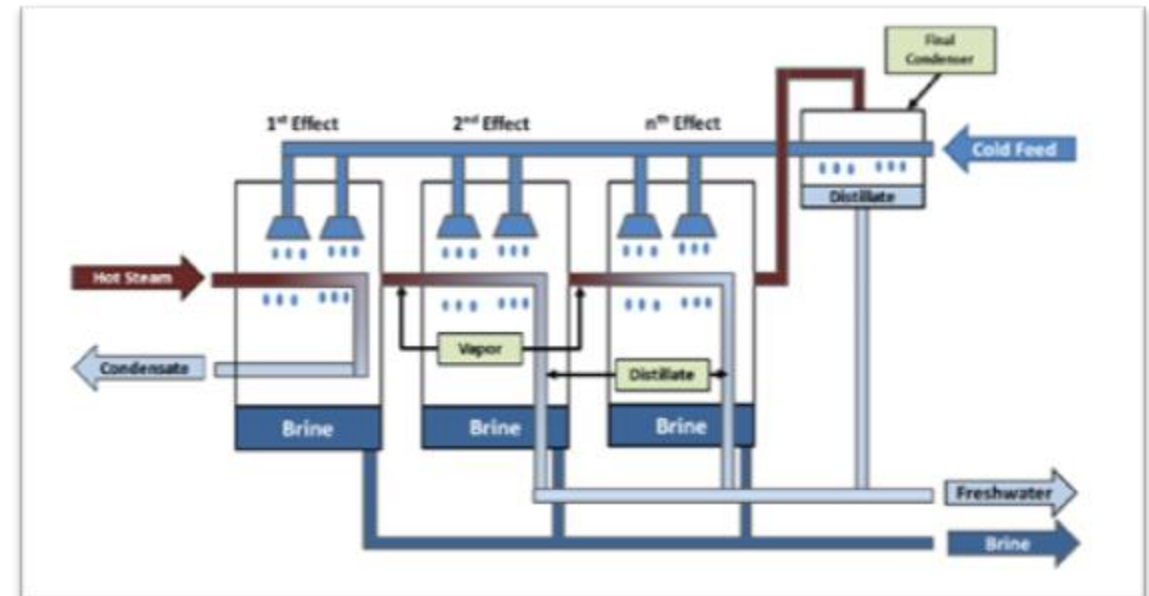 Final
Condenser
1st Effect
2nd Effect
nth Effect
Cold Feed
Distillate
Hot Steam
Vapor
Condensate
Distillate
Brine
Brine
Brine
Freshwater
Brine